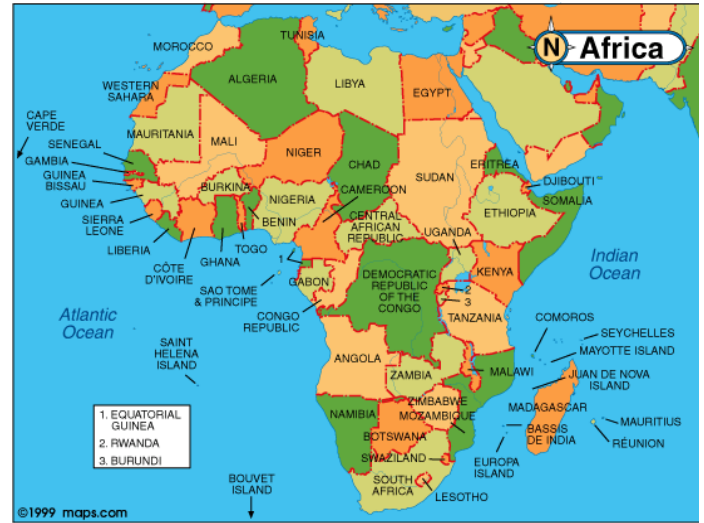 N Africa
MOROCCO
TUNISIA
ALGERIA
LIBYA
EGYPT
WESTERN
SAHARA
CAPE
VERDE
MAURITANIA
MALI
NIGER
CHAD
SUDAN
ERITREA
DJIBOUTI
SOMALIA
SENEGAL
GAMBIA
GUINEA
BISSAU
GUINEA
SIERRA
LEONE
LIBERIA
CÔTE
D'IVOIRE
BURKINA
GHANA
TOGO
BENIN
NIGERIA
CAMEROON
CENTRAL
AFRICAN
REPUBLIC
ETHIOPIA
UGANDA
KENYA
1
SAO TOME
& PRINCIPE
GABON
CONGO
REPUBLIC
DEMOCRATIC
REPUBLIC
OF THE
CONGO
2
3
TANZANIA
Indian
Ocean
Atlantic
Ocean
SAINT
HELENA
ISLAND
ANGOLA
ZAMBIA
MALAWI
COMOROS
SEYCHELLES
MAYOTTE ISLAND
JUAN DE NOVA
ISLAND
MADAGASCAR
BASSIS
DE INDIA
MAURITIUS
RÉUNION
EUROPA
ISLAND
ZIMBABWE
MOZAMBIQUE
NAMIBIA
BOTSWANA
SWAZILAND
SOUTH
AFRICA
LESOTHO
1. EQUATORIAL
GUINEA
2. RWANDA
3. BURUNDI
BOUVET
ISLAND
©1999 maps.com